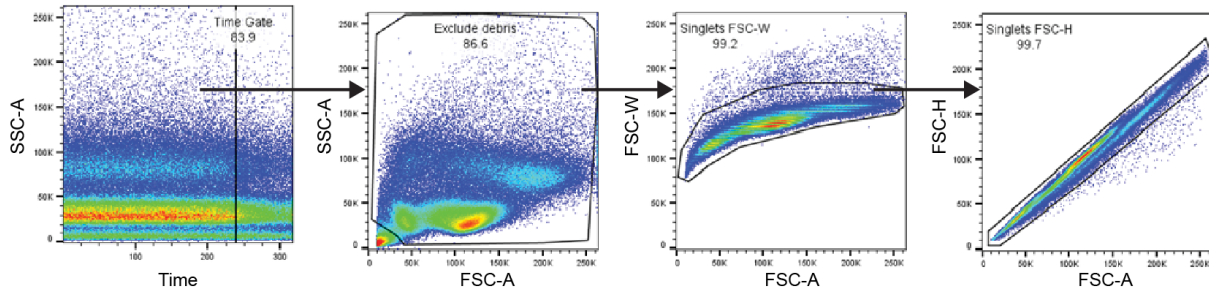 Time Gate
83.9
250K
200K
150K
100K
50K
0
SSC-A
100
200
300
Time
Exclude debris
86.6
250K
200K
150K
100K
50K
0
SSC-A
0
50K
100K
150K
200K
250K
FSC-A
Singlets FSC-W
99.2
250K
200K
150K
100K
50K
0
FSC-W
0
50K
100K
150K
200K
250K
FSC-A
Singlets FSC-H
99.7
250K
200K
150K
100K
50K
0
FSC-H
0
50K
100K
150K
200K
250K
FSC-A